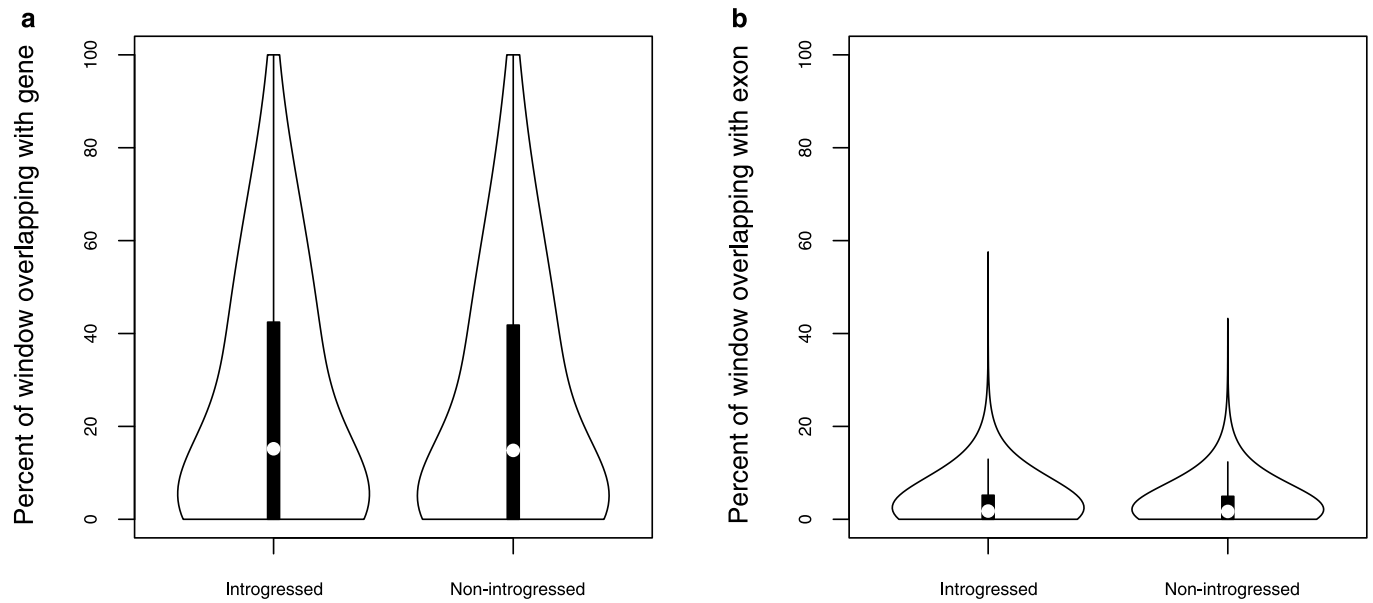 a
Percent of window overlapping with gene
0
20
40
60
80
100
Introgressed
Non-introgressed
b
Percent of window overlapping with exon
0
20
40
60
80
100
Introgressed
Non-introgressed